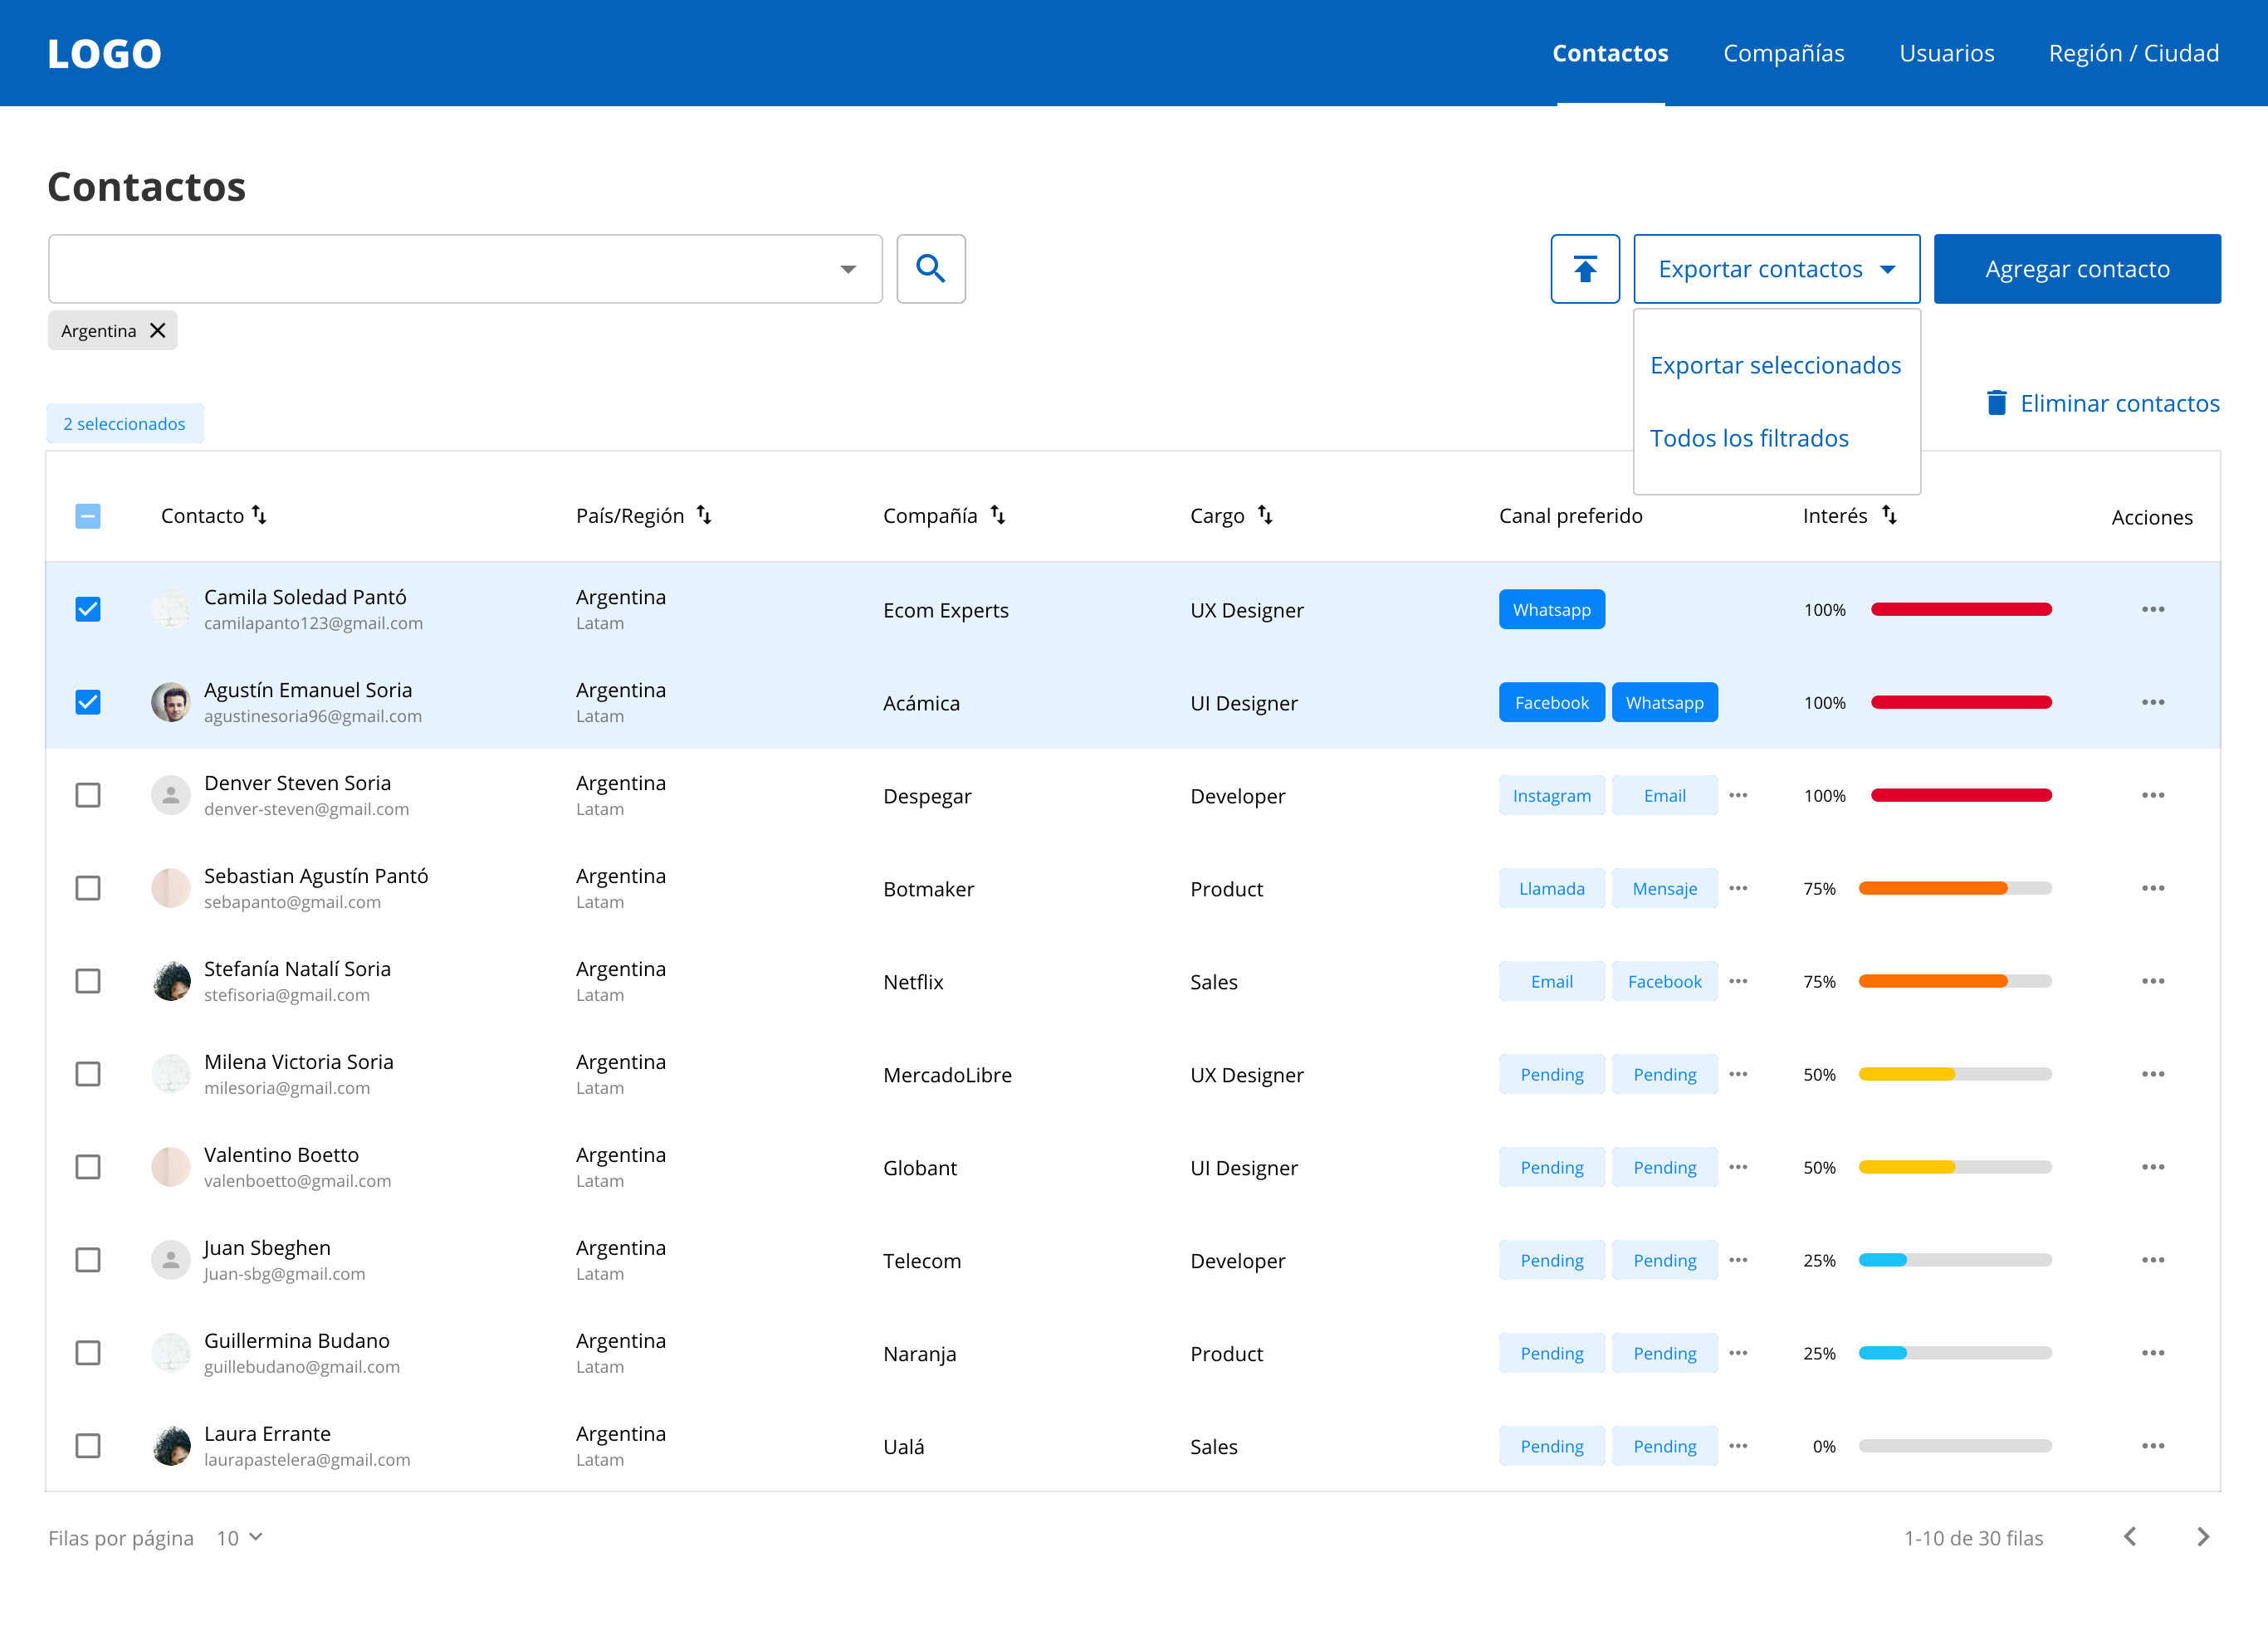 LOGO
Contactos Compañías Usuarios Región / Ciudad
Contactos
Exportar contactos Agregar contacto
Argentina
Exportar seleccionados
Todos los filtrados
Eliminar contactos
2 seleccionados
Contacto País/Región Compañía Cargo Canal preferido Interés Acciones
Camila Soledad Pantó
camilapanto123@gmail.com
Argentina
Latam
Ecom Experts
UX Designer
Whatsapp
100%
Agustín Emanuel Soria
agustinesoria96@gmail.com
Argentina
Latam
Acámica
UI Designer
Facebook Whatsapp
100%
Denver Steven Soria
denver-steven@gmail.com
Argentina
Latam
Despegar
Developer
Instagram Email
100%
Sebastian Agustín Pantó
sebapanto@gmail.com
Argentina
Latam
Botmaker
Product
Llamada Mensaje
75%
Stefanía Natalí Soria
stefisoria@gmail.com
Argentina
Latam
Netflix
Sales
Email Facebook
75%
Milena Victoria Soria
milesoria@gmail.com
Argentina
Latam
MercadoLibre
UX Designer
Pending Pending
50%
Valentino Boetto
valenboetto@gmail.com
Argentina
Latam
Globant
UI Designer
Pending Pending
50%
Juan Sbeghen
Juan-sbg@gmail.com
Argentina
Latam
Telecom
Developer
Pending Pending
25%
Guillermina Budano
guillebudano@gmail.com
Argentina
Latam
Naranja
Product
Pending Pending
25%
Laura Errante
laurapastelera@gmail.com
Argentina
Latam
Ualá
Sales
Pending Pending
0%
Filas por página 10
1-10 de 30 filas